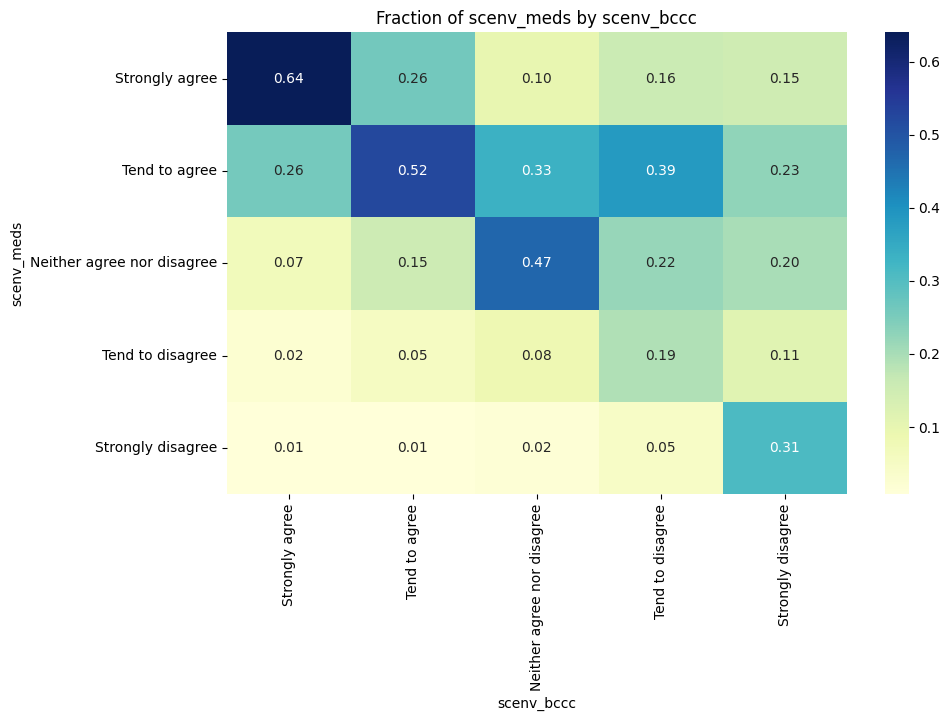 Fraction of scenv_meds by scenv_bccc
scenv_meds
Strongly agree 0.64 0.26 0.10 0.16 0.15
Tend to agree 0.26 0.52 0.33 0.39 0.23
Neither agree nor disagree 0.07 0.15 0.47 0.22 0.20
Tend to disagree 0.02 0.05 0.08 0.19 0.11
Strongly disagree 0.01 0.01 0.02 0.05 0.31
Strongly agree
Tend to agree
Neither agree nor disagree
Tend to disagree
Strongly disagree
scenv_bccc
0.6
0.5
0.4
0.3
0.2
0.1